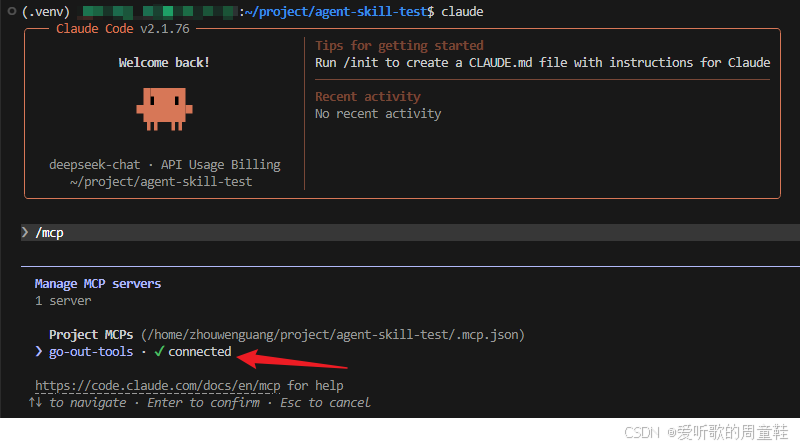 (.venv) :~/project/agent-skill-test$ claude
Claude Code v2.1.76
Welcome back!
Tips for getting started
Run /init to create a CLAUDE.md file with instructions for Claude
Recent activity
No recent activity
deepseek-chat · API Usage Billing
~/project/agent-skill-test
❯ /mcp
Manage MCP servers
1 server
Project MCPs (/home/zhouwenguang/project/agent-skill-test/.mcp.json)
❯ go-out-tools · ✓ connected
https://code.claude.com/docs/en/mcp for help
↑↓ to navigate · Enter to confirm · Esc to cancel
CSDN @爱听歌的周童鞋